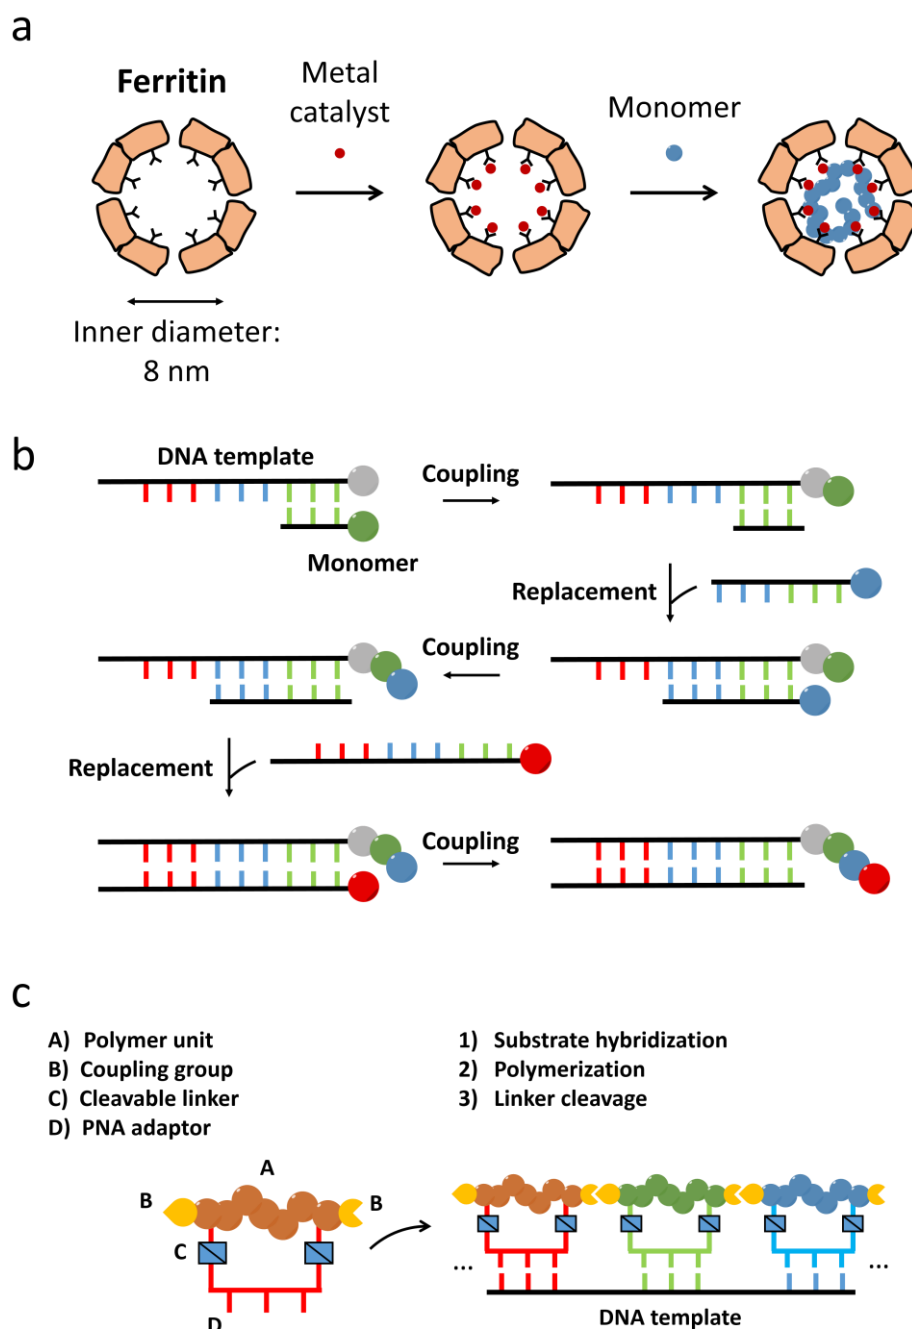 a
Ferritin
Metal
catalyst
Monomer
Inner diameter:
8 nm
b
DNA template
Coupling
Monomer
Replacement
Coupling
Replacement
Coupling
c
A) Polymer unit
B) Coupling group
C) Cleavable linker
D) PNA adaptor
1) Substrate hybridization
2) Polymerization
3) Linker cleavage
A
B
B
C
D
...
...
DNA template